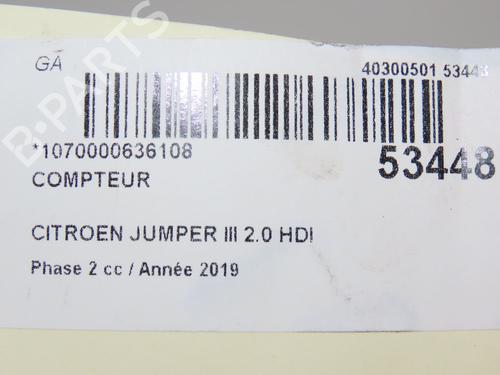 GA
40300501 53448
*1070000636108
53448
COMPTEUR
CITROEN JUMPER III 2.0 HDI
Phase 2 cc / Année 2019
B-PARTS